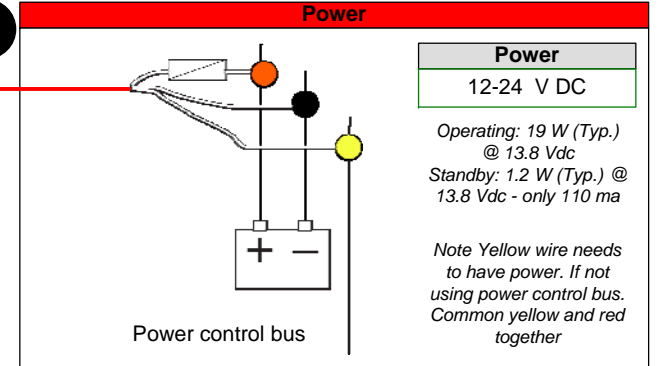 Power
Power
12-24 V DC
Operating: 19 W (Typ.)
@ 13.8 Vdc
Standby: 1.2 W (Typ.) @
13.8 Vdc - only 110 ma
Note Yellow wire needs
to have power. If not
using power control bus.
Common yellow and red
together
+ −
Power control bus